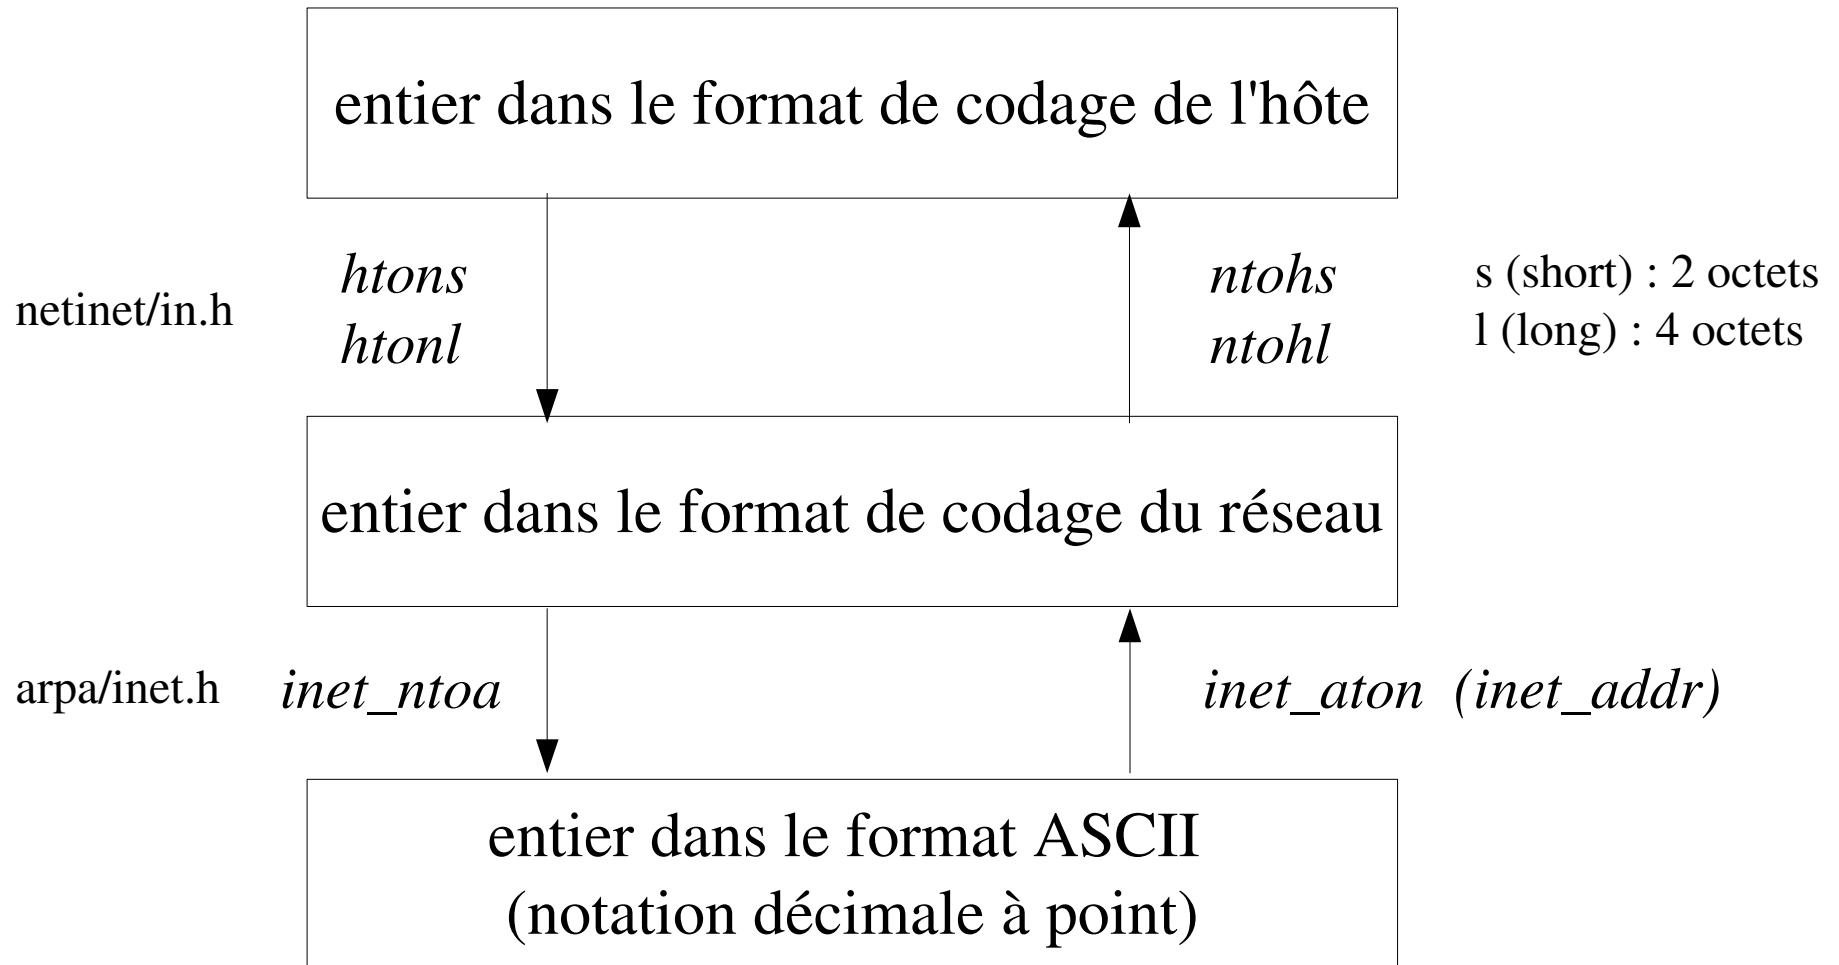 entier dans le format de codage de l'hôte
netinet/in.h
htons
htonl
ntohs
ntohl
s (short) : 2 octets
l (long) : 4 octets
entier dans le format de codage du réseau
arpa/inet.h
inet_ntoa
inet_aton (inet_addr)
entier dans le format ASCII
(notation décimale à point)